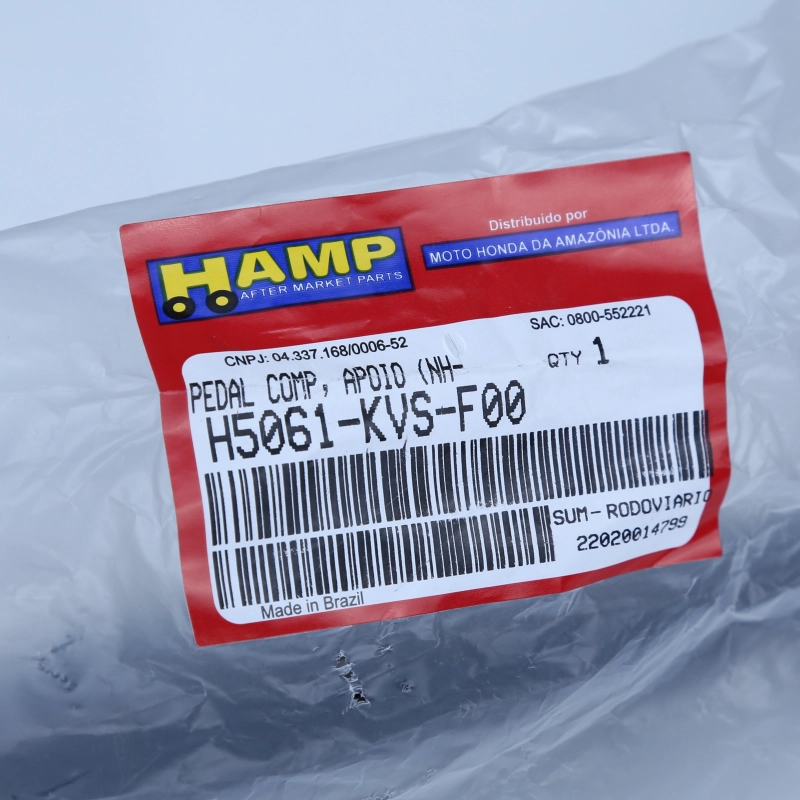 HAMP
AFTER MARKET PARTS
Distribuido por
MOTO HONDA DA AMAZÔNIA LTDA.
CNPJ: 04.337.168/0006-52
SAC: 0800-552221
PEDAL COMP, APOIO (NH-
QTY 1
H5061-KVS-F00
SUM-RODOVIARIO
22020014799
Made in Brazil